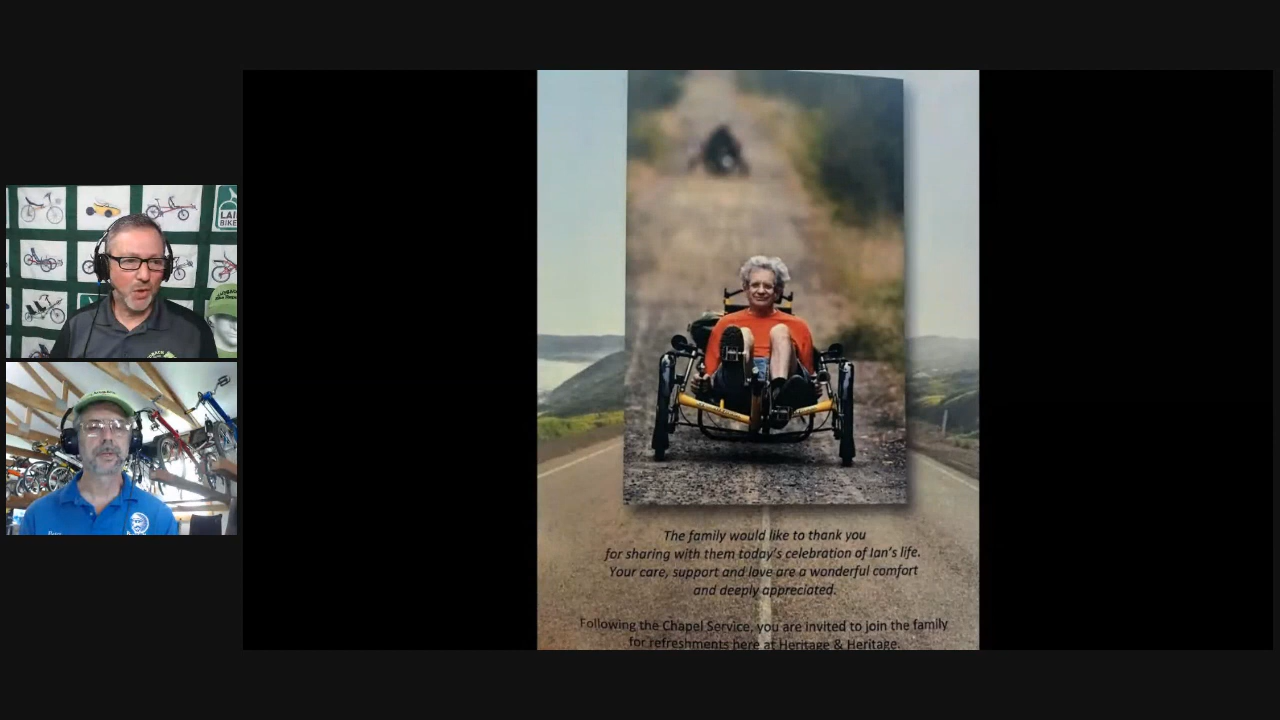 LAI
BIKE
The family would like to thank you
for sharing with them today's celebration of Ian's life.
Your care, support and love are a wonderful comfort
and deeply appreciated.
Following the Chapel Service, you are invited to join the family
for refreshments here at Heritage & Heritage.